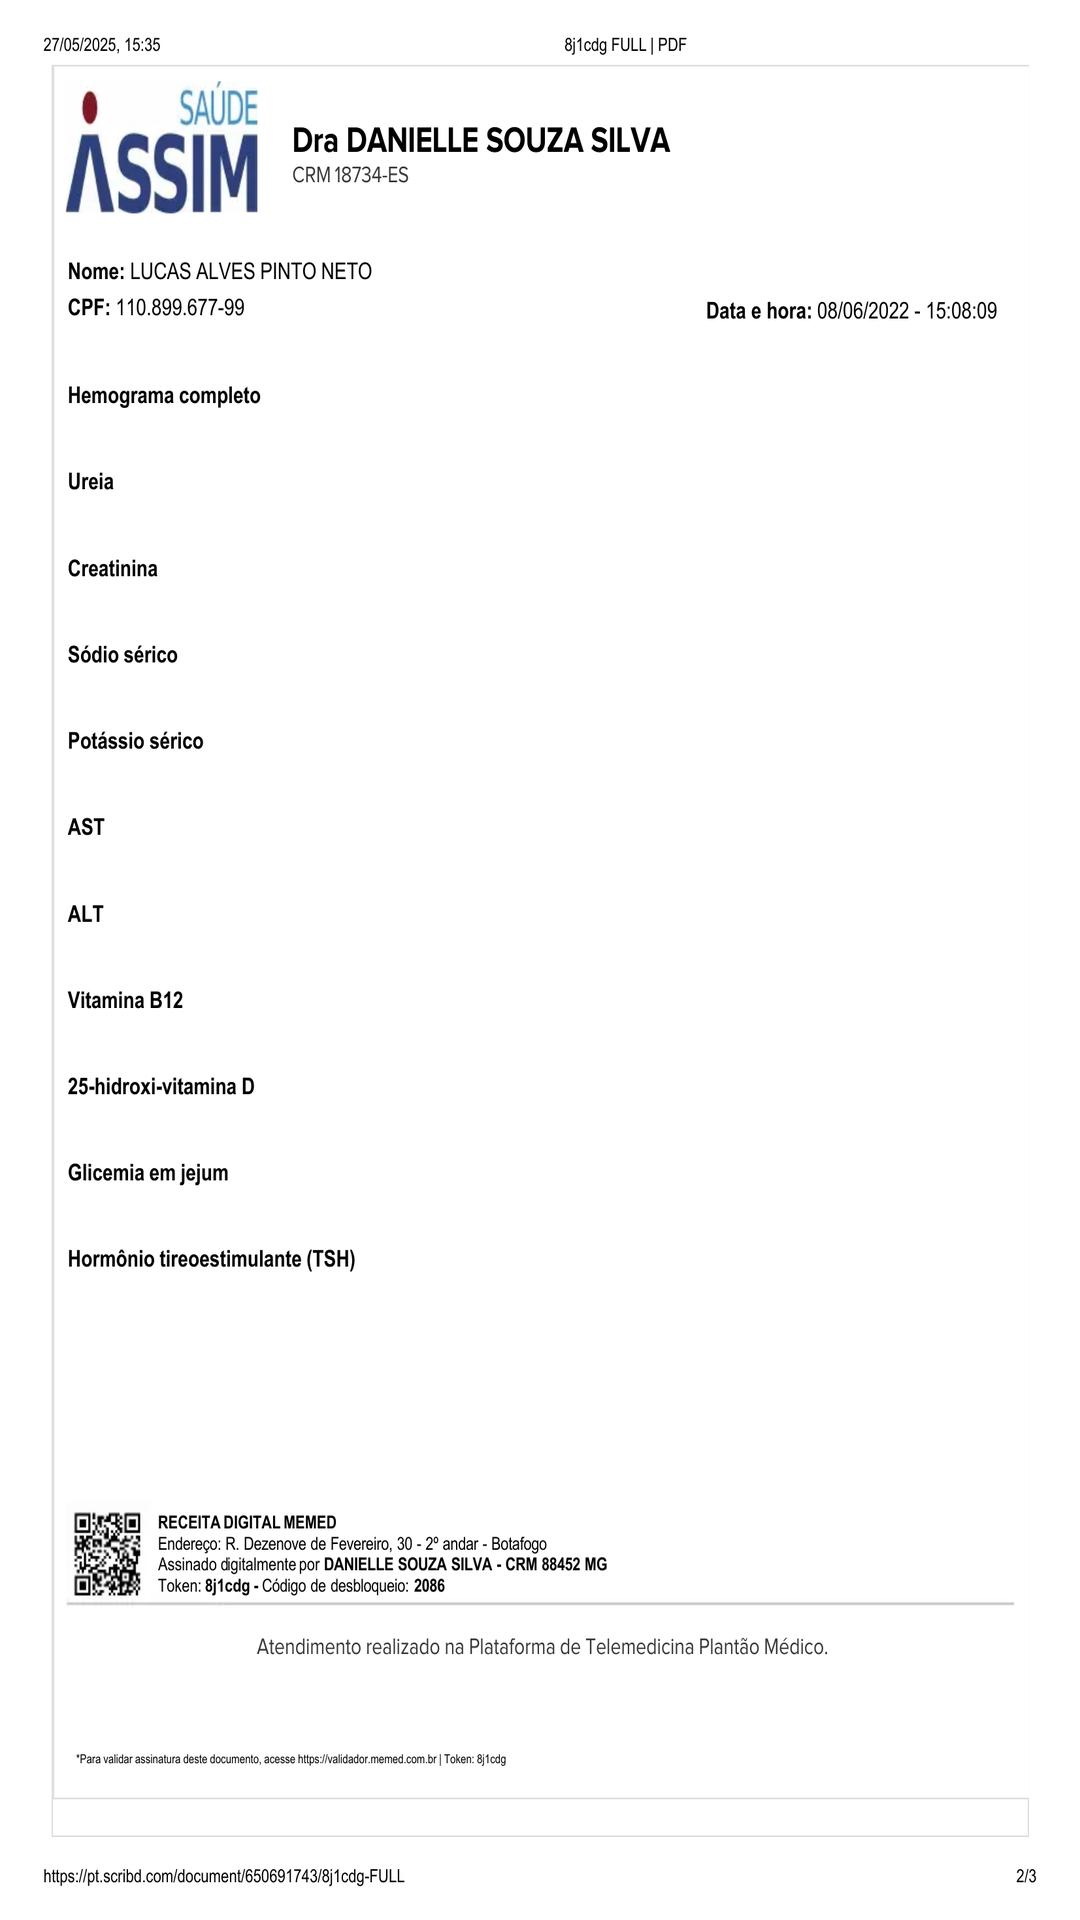 27/05/2025, 15:35
8j1cdg FULL | PDF
SAÚDE
ASSIM
Dra DANIELLE SOUZA SILVA
CRM 18734-ES
Nome: LUCAS ALVES PINTO NETO
CPF: 110.899.677-99
Data e hora: 08/06/2022 - 15:08:09
Hemograma completo
Ureia
Creatinina
Sódio sérico
Potássio sérico
AST
ALT
Vitamina B12
25-hidroxi-vitamina D
Glicemia em jejum
Hormônio tireoestimulante (TSH)
RECEITA DIGITAL MEMED
Endereço: R. Dezenove de Fevereiro, 30 - 2º andar - Botafogo
Assinado digitalmente por DANIELLE SOUZA SILVA - CRM 88452 MG
Token: 8j1cdg - Código de desbloqueio: 2086
Atendimento realizado na Plataforma de Telemedicina Plantão Médico.
*Para validar assinatura deste documento, acesse https://validador.memed.com.br | Token: 8j1cdg
https://pt.scribd.com/document/650691743/8j1cdg-FULL
2/3